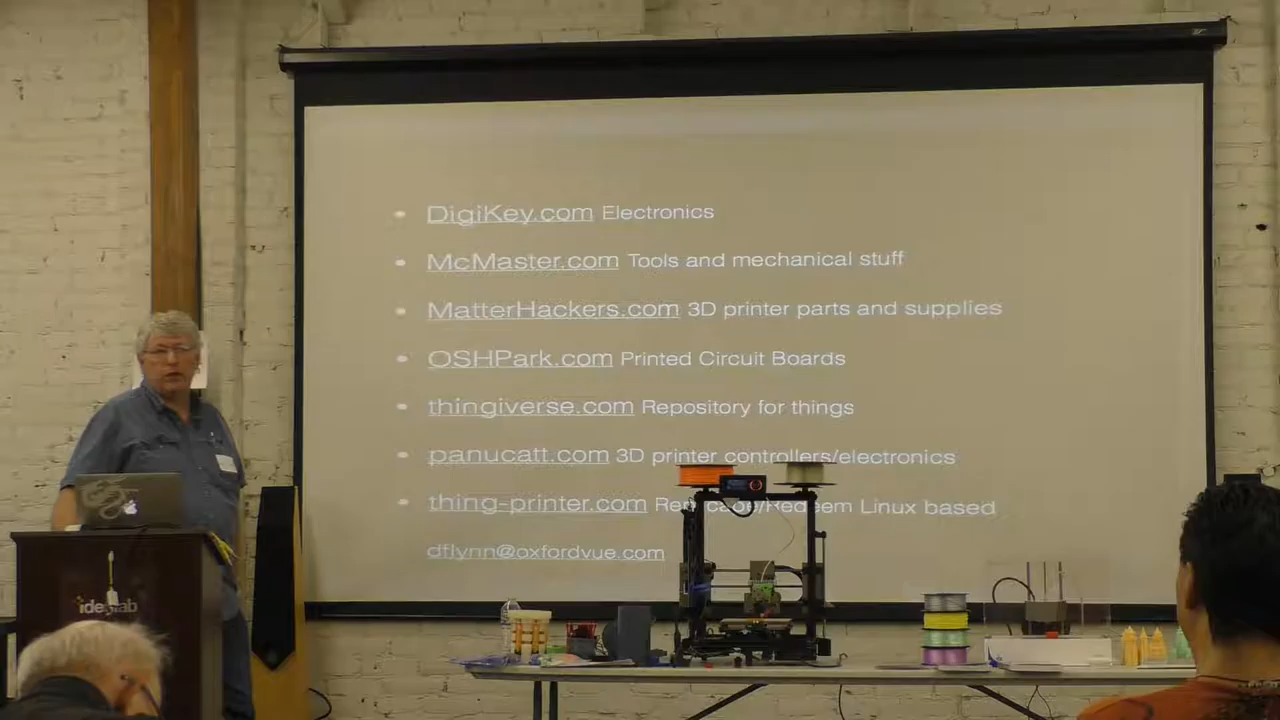 DigiKey.com Electronics
McMaster.com Tools and mechanical stuff
MatterHackers.com 3D printer parts and supplies
OSHPark.com Printed Circuit Boards
thingiverse.com Repository for things
panucatt.com 3D printer controllers/electronics
thing-printer.com Linux based
dflynn@oxfordvue.com
idealab